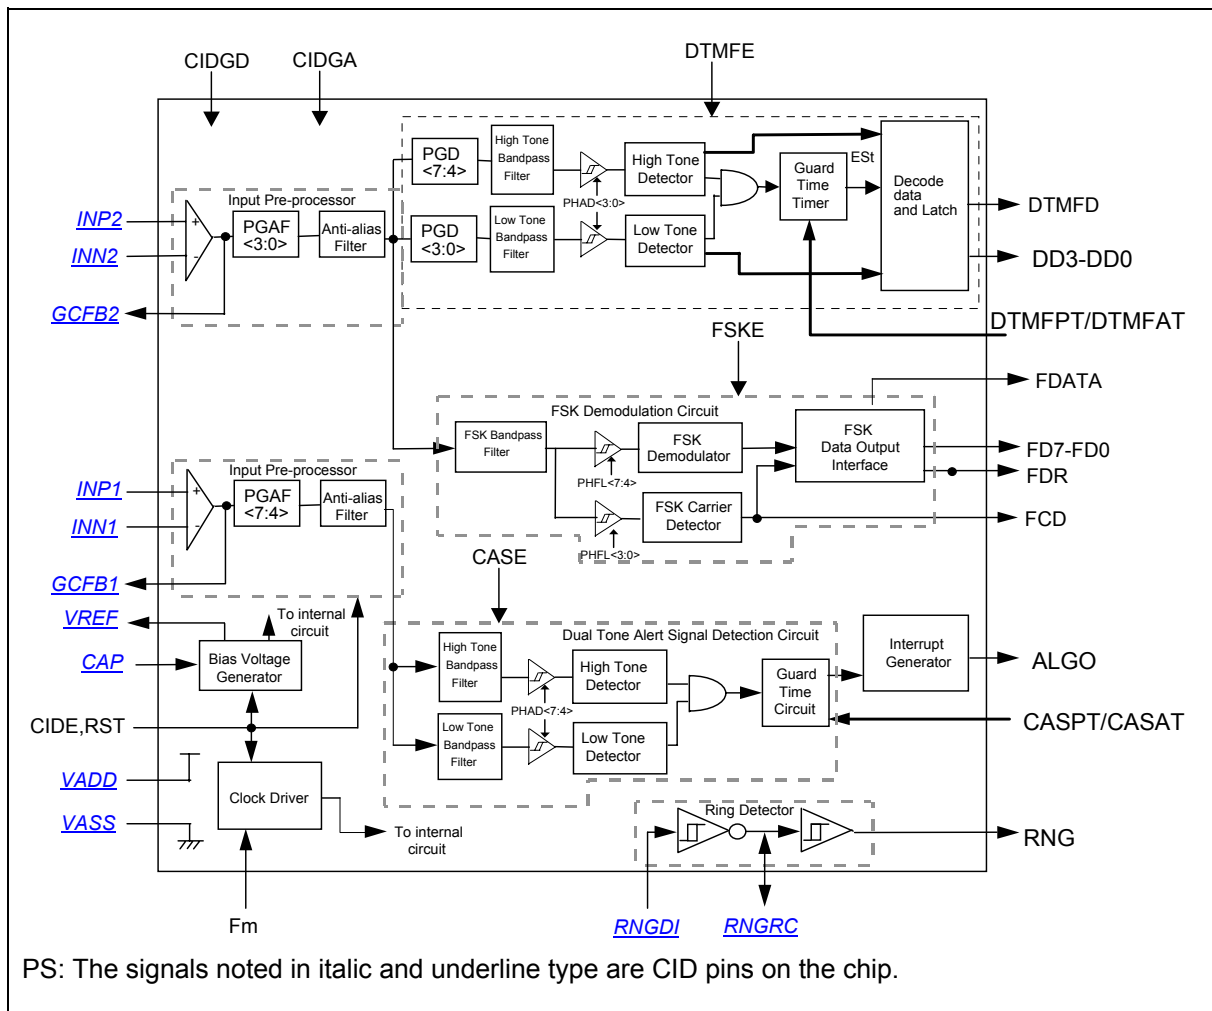 CIDGD
CIDGA
DTMFE
PGD
<7:4>
High Tone
Bandpass
Filter
High Tone
Detector
PHAD<3:0>
Guard
Time
Timer
ESt
Decode
data
and Latch
DTMFD
DD3-DD0
DTMFPT/DTMFAT
Input Pre-processor
INP2
+
INN2
-
GCFB2
PGAF
<3:0>
Anti-alias
Filter
PGD
<3:0>
Low Tone
Bandpass
Filter
Low Tone
Detector
FSKE
FSK Demodulation Circuit
FSK Bandpass
Filter
PHFL<7:4>
FSK
Demodulator
FSK
Data Output
Interface
FDATA
FD7-FD0
FDR
PHFL<3:0>
FSK Carrier
Detector
FCD
Input Pre-processor
INP1
+
INN1
-
GCFB1
PGAF
<7:4>
Anti-alias
Filter
CASE
VREF
To internal
circuit
CAP
Bias Voltage
Generator
CIDE,RST
VADD
VASS
Clock Driver
To internal
circuit
Fm
Dual Tone Alert Signal Detection Circuit
High Tone
Bandpass
Filter
High Tone
Detector
PHAD<7:4>
Low Tone
Bandpass
Filter
Low Tone
Detector
Guard
Time
Circuit
Interrupt
Generator
ALGO
CASPT/CASAT
Ring Detector
RNG
RNGDI
RNGRC
PS: The signals noted in italic and underline type are CID pins on the chip.